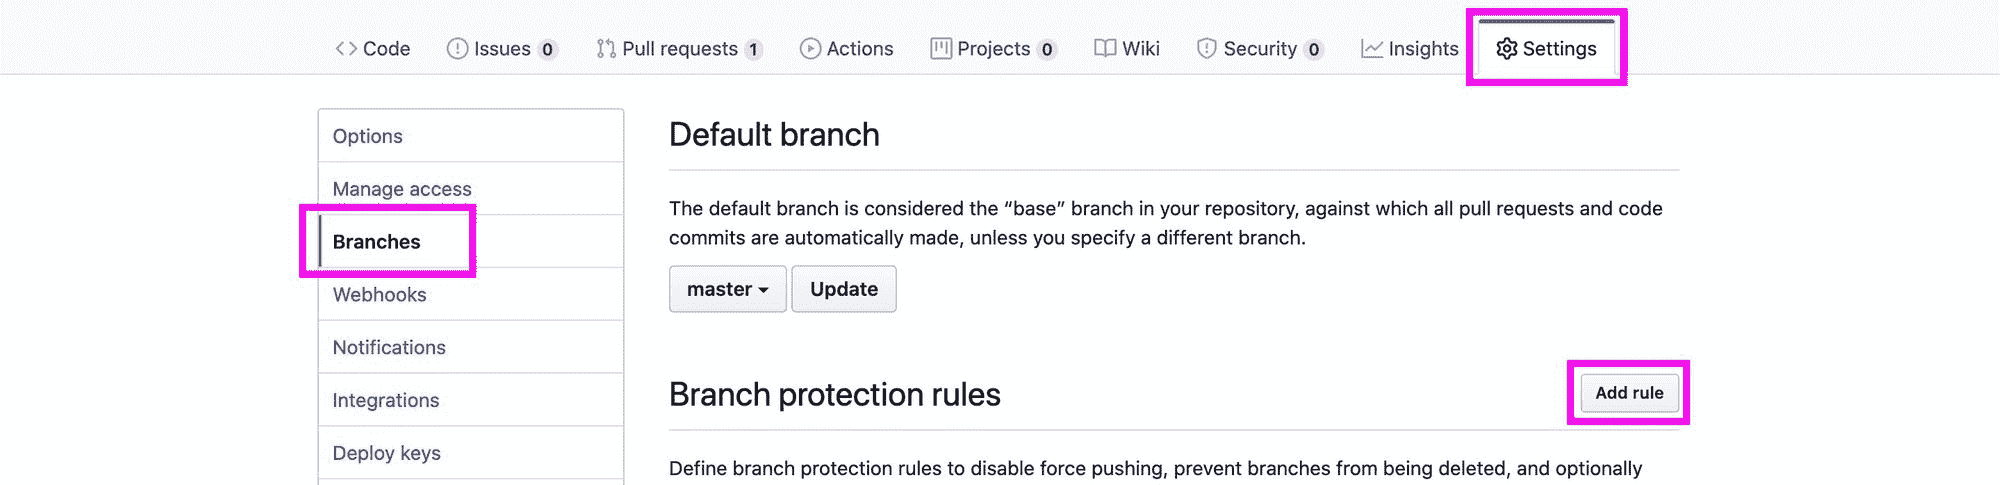 Code Issues 0 Pull requests 1 Actions Projects 0 Wiki Security 0 Insights Settings
Options
Manage access
Branches
Webhooks
Notifications
Integrations
Deploy keys
Default branch
The default branch is considered the “base” branch in your repository, against which all pull requests and code
commits are automatically made, unless you specify a different branch.
master Update
Branch protection rules Add rule
Define branch protection rules to disable force pushing, prevent branches from being deleted, and optionally